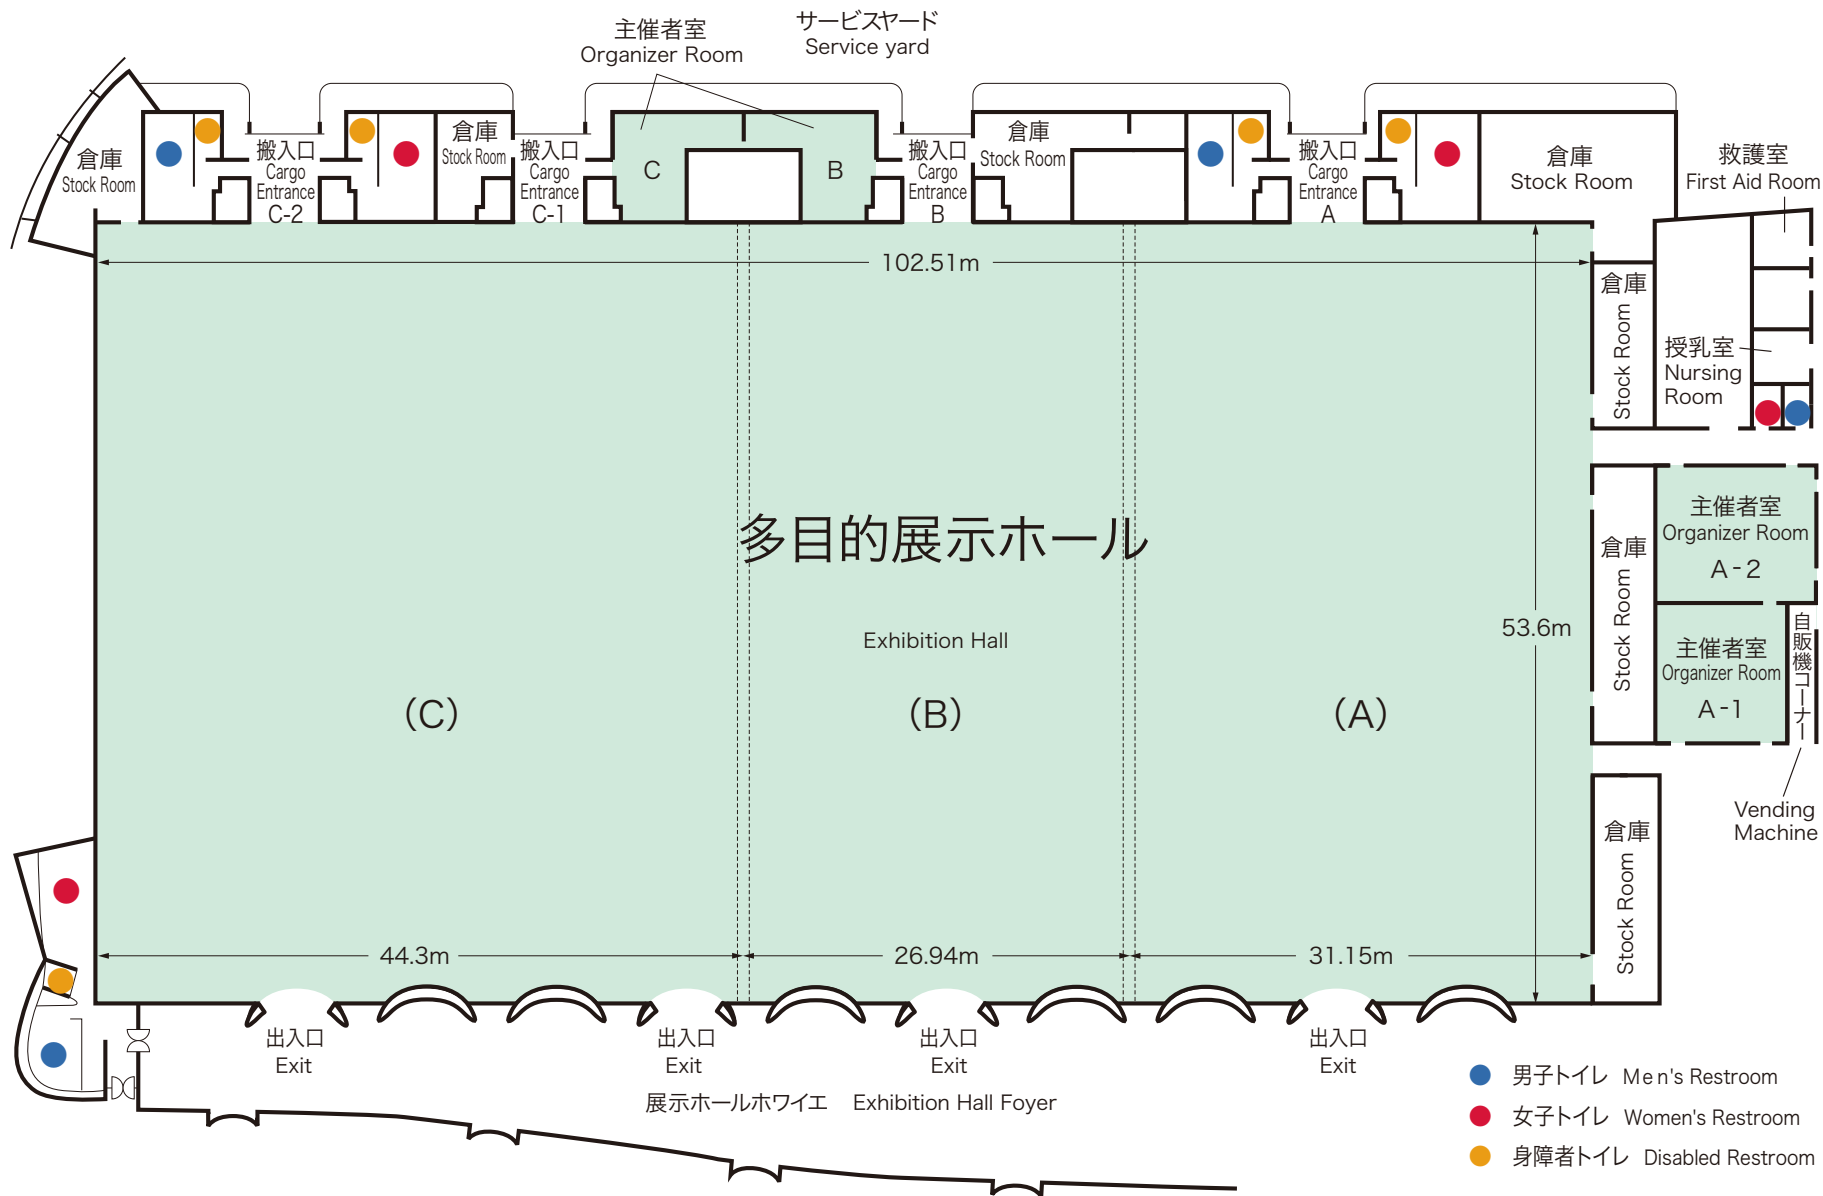 サービスヤード
Service yard
主催者室
Organizer Room
倉庫
Stock Room
搬入口
Cargo
Entrance
C-2
倉庫
Stock Room
搬入口
Cargo
Entrance
C-1
C
B
搬入口
Cargo
Entrance
B
倉庫
Stock Room
搬入口
Cargo
Entrance
A
倉庫
Stock Room
救護室
First Aid Room
102.51m
倉庫
Stock Room
授乳室
Nursing
Room
多目的展示ホール
Exhibition Hall
(C)
(B)
(A)
53.6m
倉庫
Stock Room
主催者室
Organizer Room
A-2
主催者室
Organizer Room
A-1
自販機コーナー
Vending
Machine
倉庫
Stock Room
44.3m
26.94m
31.15m
出入口
Exit
出入口
Exit
出入口
Exit
出入口
Exit
展示ホールホワイエ Exhibition Hall Foyer
男子トイレ Men's Restroom
女子トイレ Women's Restroom
身障者トイレ Disabled Restroom